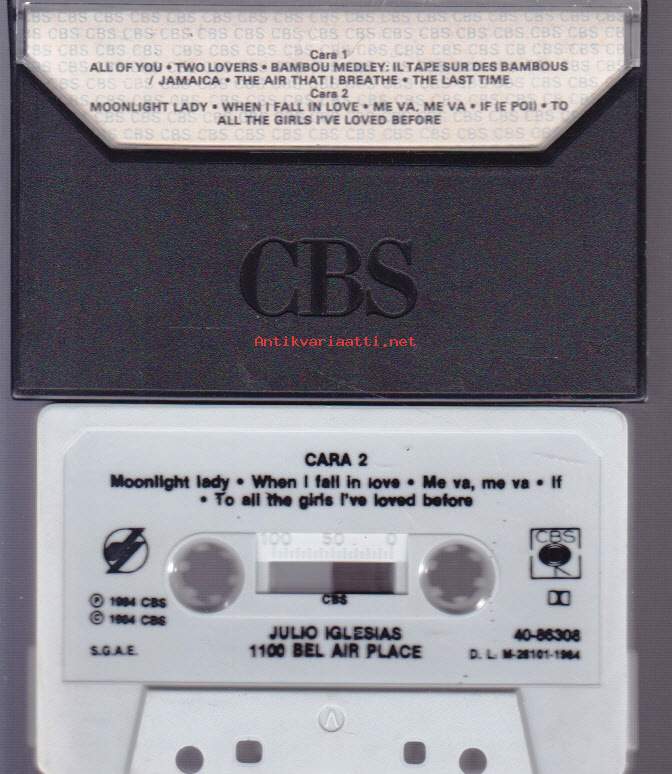 Cara 1
ALL OF YOU • TWO LOVERS • BAMBOU MEDLEY: IL TAPE SUR DES BAMBOUS
/ JAMAICA • THE AIR THAT I BREATHE • THE LAST TIME
Cara 2
MOONLIGHT LADY • WHEN I FALL IN LOVE • ME VA, ME VA • IF (E POI) • TO
ALL THE GIRLS I'VE LOVED BEFORE
CBS
Antikvariaatti.net
CARA 2
Moonlight lady • When I fall in love • Me va, me va • If
• To all the girls I've loved before
100 50 0
CBS
CBS
℗ 1984 CBS
© 1984 CBS
S.G.A.E.
JULIO IGLESIAS
1100 BEL AIR PLACE
40-86308
D. L. M-26101-1984